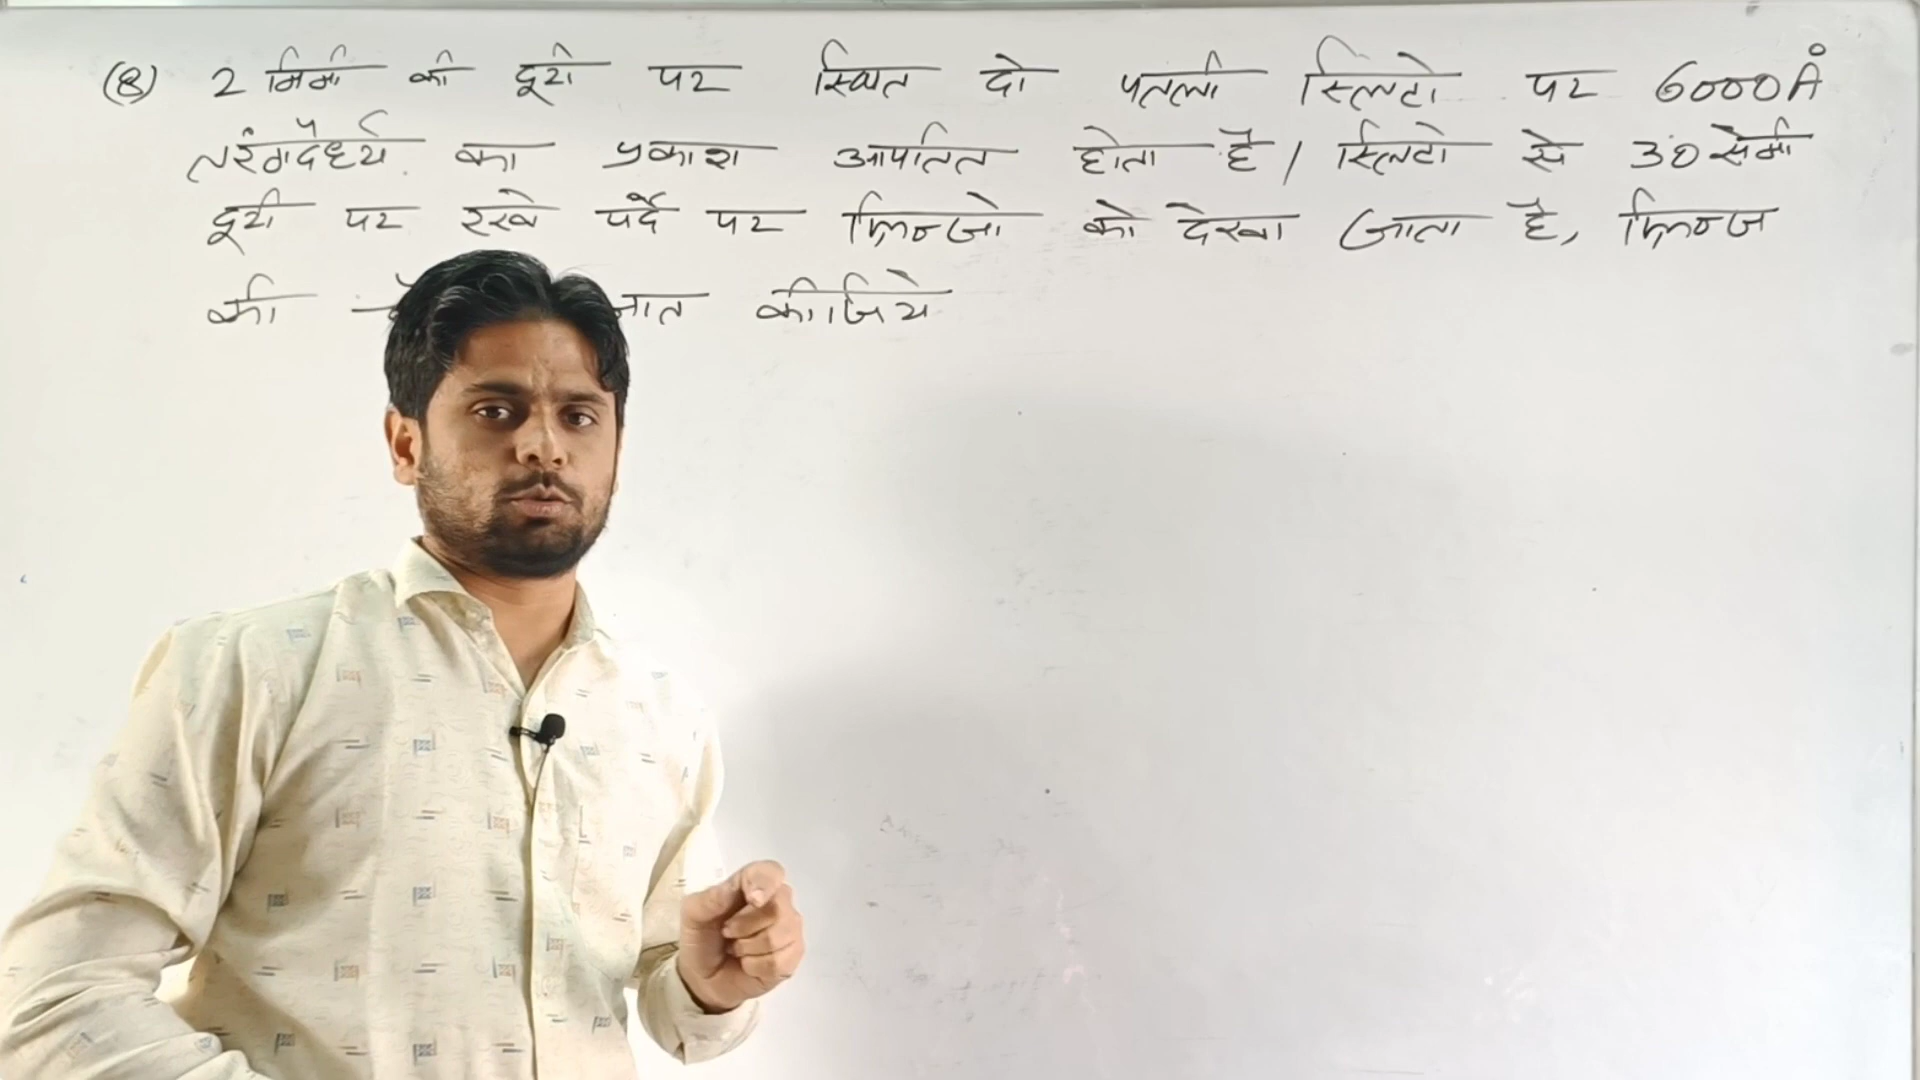 (8) 2 मिमी की दूरी पर स्थित दो पतली स्लिटो पर 6000Å
तरंगदैर्ध्य का प्रकाश आपतित होता है। स्लिटो से 30 सेमी
दूरी पर रखे पर्दे पर फ्रिन्जो को देखा जाता है, फ्रिन्ज
की ज्ञात कीजिये